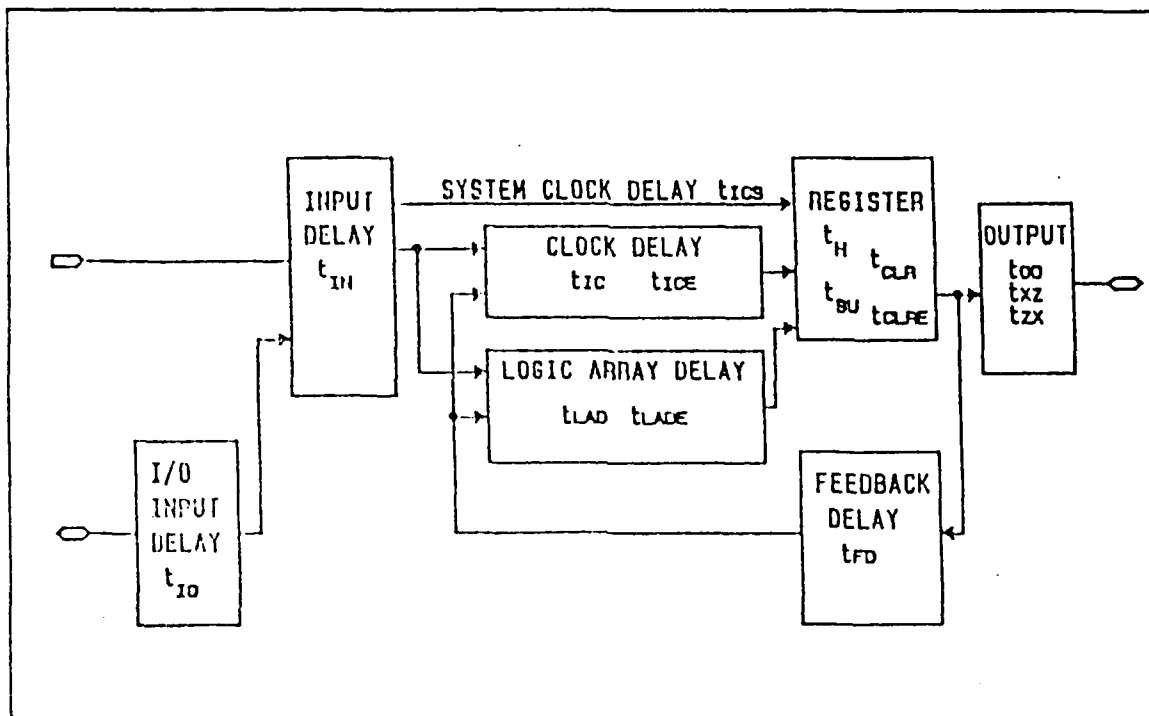 INPUT
DELAY
tIN
SYSTEM CLOCK DELAY tICS
CLOCK DELAY
tIC tICE
LOGIC ARRAY DELAY
tLAD tLADE
REGISTER
tH
tCLR
tSU
tCLRE
OUTPUT
tOD
tXZ
tZX
I/O
INPUT
DELAY
tIO
FEEDBACK
DELAY
tFD